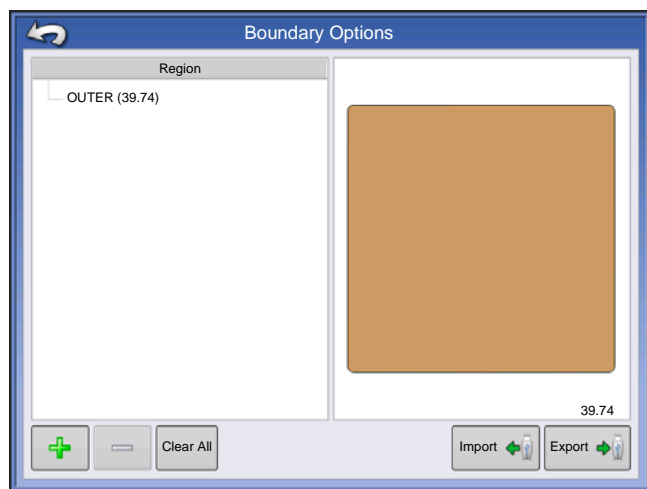 Boundary Options
Region
OUTER (39.74)
39.74
Clear All
Import
Export